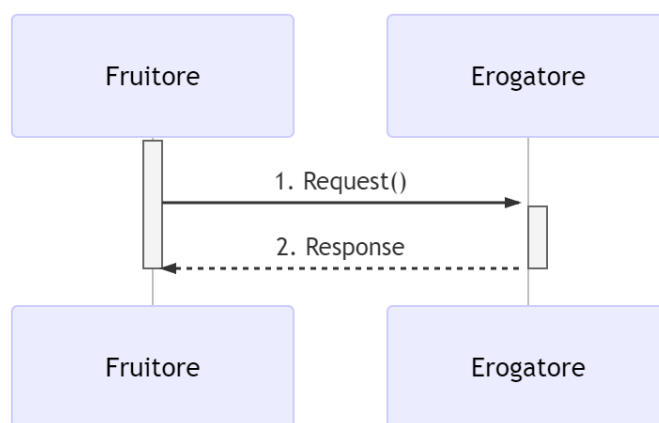 Fruitore
Erogatore
1. Request()
2. Response
Fruitore
Erogatore